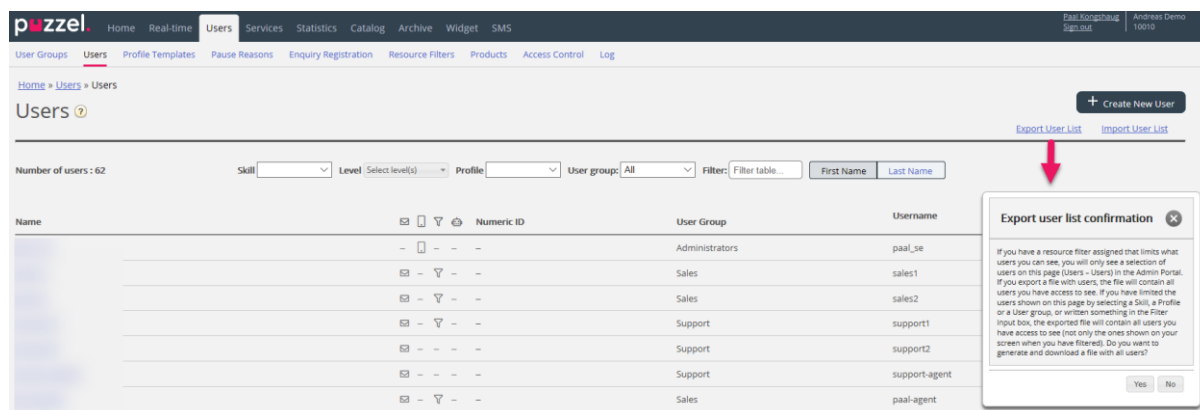 puzzel.
Home Real-time Users Services Statistics Catalog Archive Widget SMS
Paal Kongshaug
Sign out
Andreas Demo
10010
User Groups Users Profile Templates Pause Reasons Enquiry Registration Resource Filters Products Access Control Log
Home » Users » Users
Users ?
+ Create New User
Export User List Import User List
Number of users : 62 Skill Level Select level(s) Profile User group: All Filter: Filter table... First Name Last Name
Name Numeric ID User Group Username
– – – – Administrators paal_se
– – – Sales sales1
– – – Sales sales2
– – – Support support1
– – – – Support support2
– – – – Support support-agent
– – – Sales paal-agent
Export user list confirmation
If you have a resource filter assigned that limits what
users you can see, you will only see a selection of
users on this page (Users – Users) in the Admin Portal.
If you export a file with users, the file will contain all
users you have access to see. If you have limited the
users shown on this page by selecting a Skill, a Profile
or a User group, or written something in the Filter
input box, the exported file will contain all users you
have access to see (not only the ones shown on your
screen when you have filtered). Do you want to
generate and download a file with all users?
Yes No